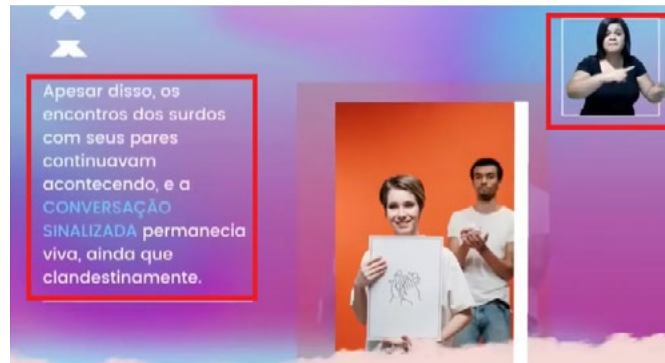 Apesar disso, os
encontros dos surdos
com seus pares
continuavam
acontecendo, e a
CONVERSAÇÃO
SINALIZADA permanecia
viva, ainda que
clandestinamente.